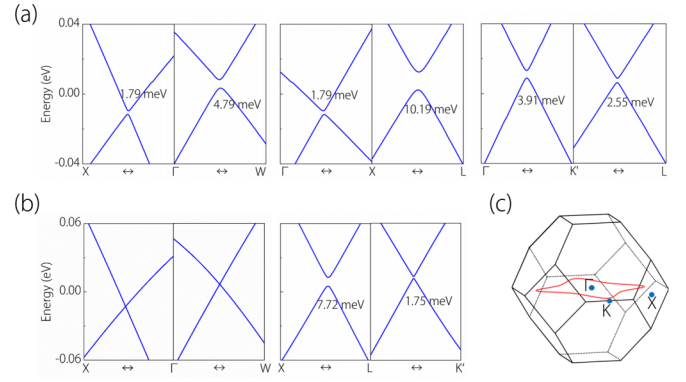 (a)
Energy (eV)
0.04
0.00
-0.04
1.79 meV
4.79 meV
1.79 meV
10.19 meV
3.91 meV
2.55 meV
X ↔ Γ ↔ W
Γ ↔ X ↔ L
Γ ↔ K' ↔ L
(b)
Energy (eV)
0.06
0.00
-0.06
7.72 meV
1.75 meV
X ↔ Γ ↔ W
X ↔ L ↔ K'
(c)
Γ
K
X